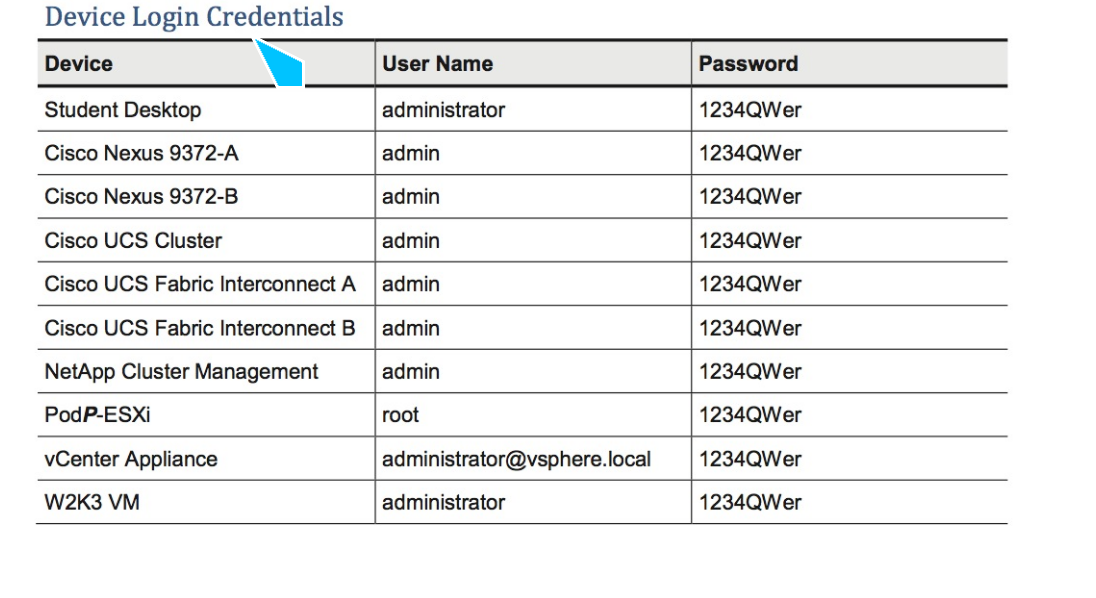 Device Login Credentials
Device User Name Password
Student Desktop administrator 1234QWer
Cisco Nexus 9372-A admin 1234QWer
Cisco Nexus 9372-B admin 1234QWer
Cisco UCS Cluster admin 1234QWer
Cisco UCS Fabric Interconnect A admin 1234QWer
Cisco UCS Fabric Interconnect B admin 1234QWer
NetApp Cluster Management admin 1234QWer
PodP-ESXi root 1234QWer
vCenter Appliance administrator@vsphere.local 1234QWer
W2K3 VM administrator 1234QWer